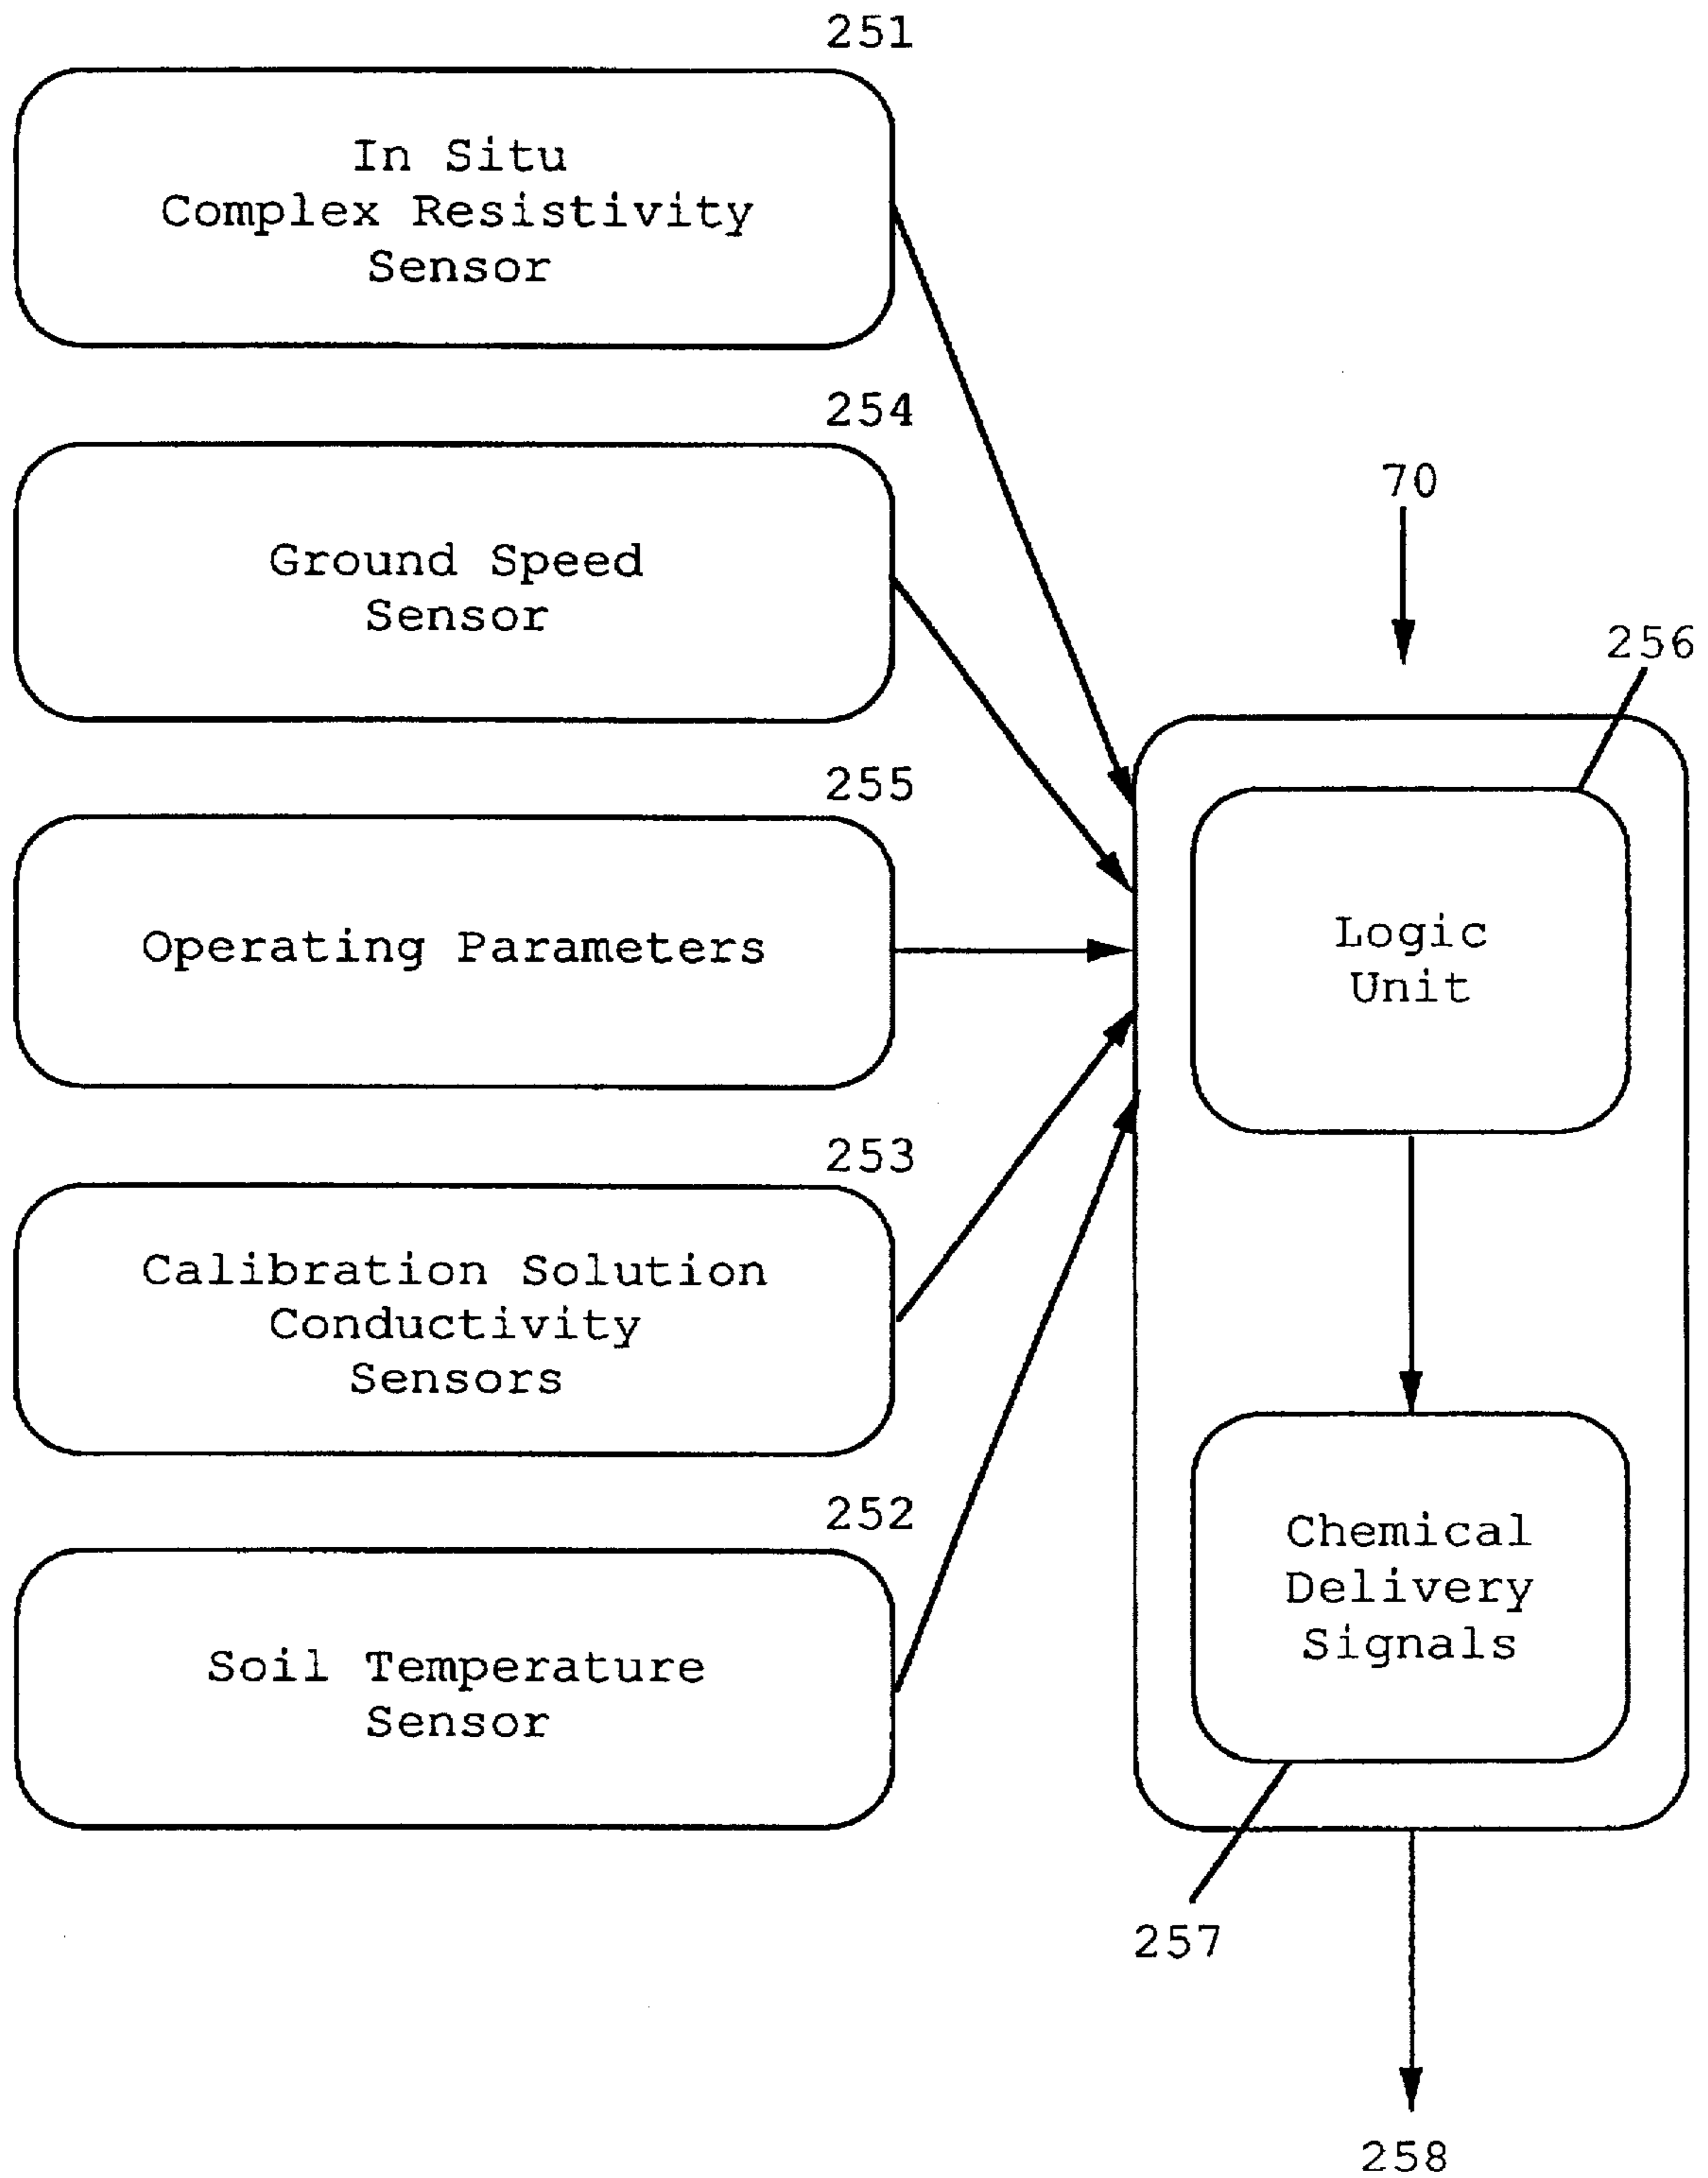 251
In Situ
Complex Resistivity
Sensor
254
Ground Speed
Sensor
255
Operating Parameters
253
Calibration Solution
Conductivity
Sensors
252
Soil Temperature
Sensor
70
256
Logic
Unit
Chemical
Delivery
Signals
257
258